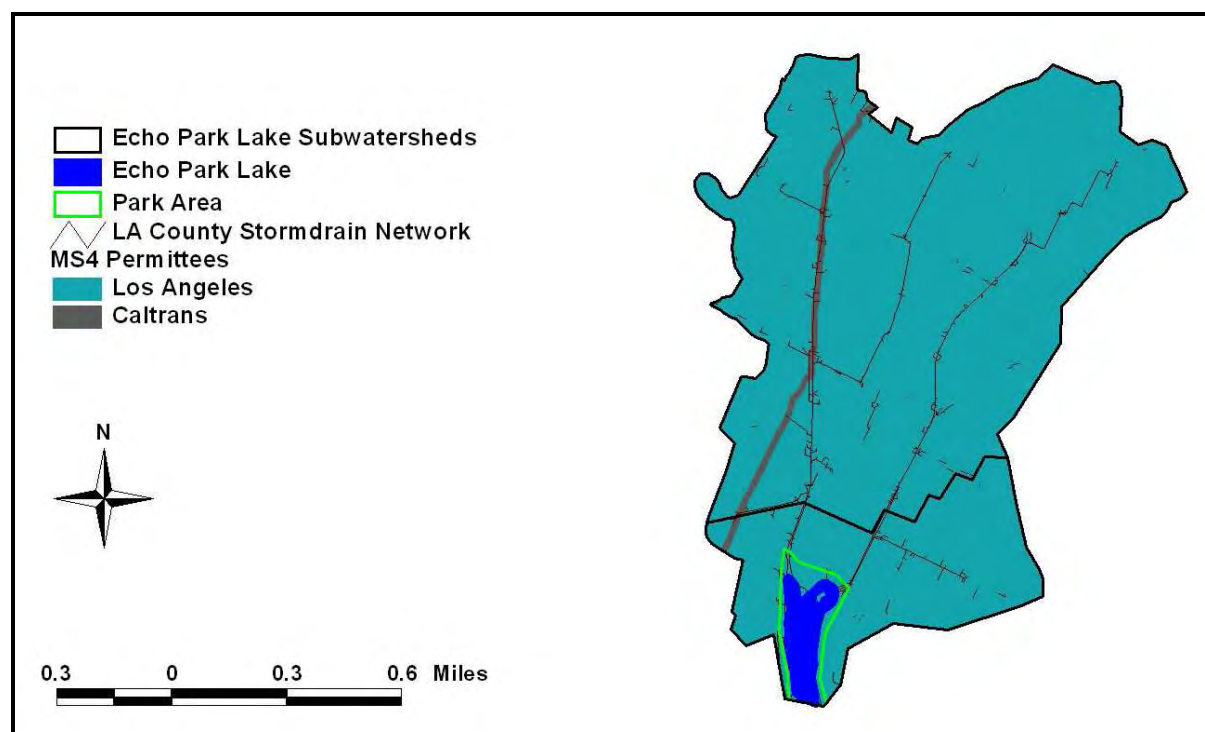 Echo Park Lake Subwatersheds
Echo Park Lake
Park Area
LA County Stormdrain Network
MS4 Permittees
Los Angeles
Caltrans
N
0.3 0 0.3 0.6 Miles